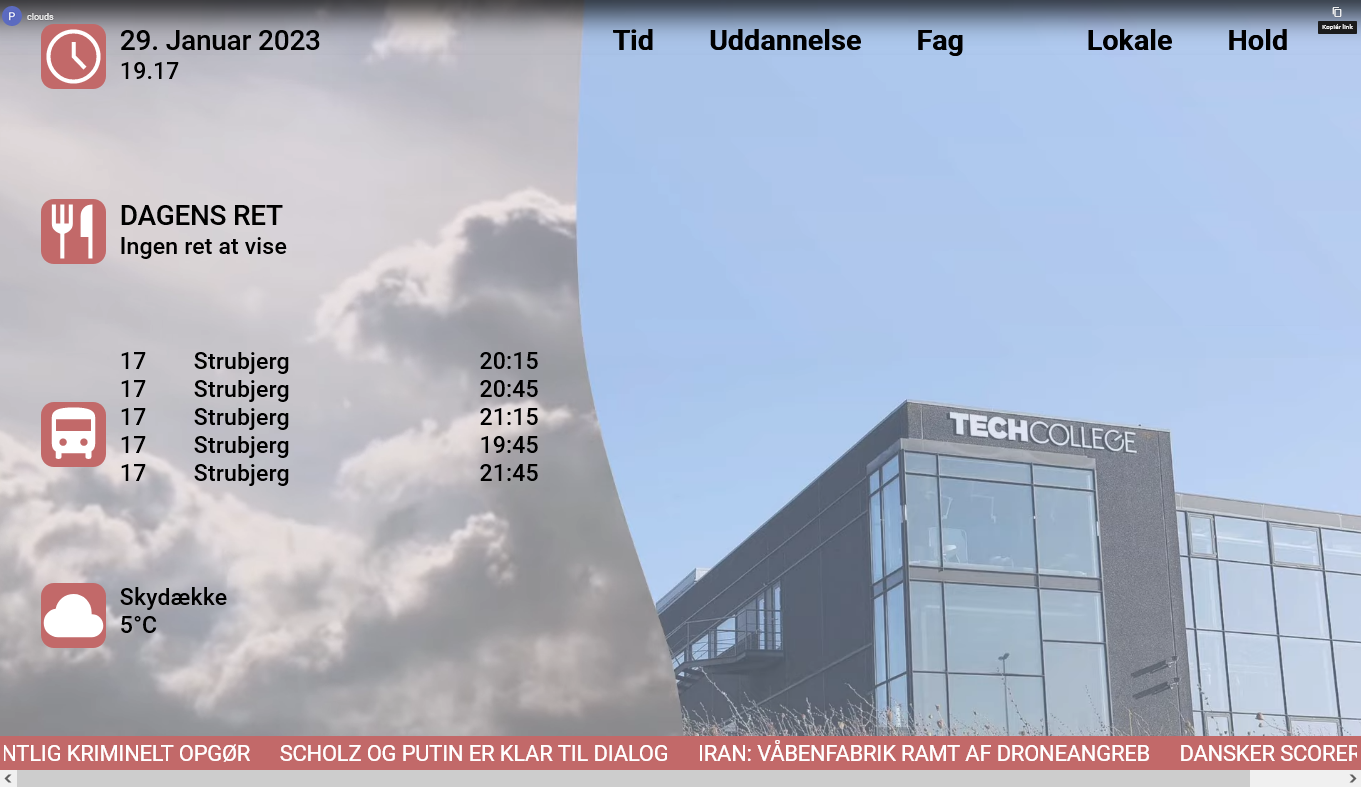 P clouds
Kopiér link
29. Januar 2023
19.17
Tid Uddannelse Fag Lokale Hold
DAGENS RET
Ingen ret at vise
17 Strubjerg 20:15
17 Strubjerg 20:45
17 Strubjerg 21:15
17 Strubjerg 19:45
17 Strubjerg 21:45
TECHCOLLEGE
Skydække
5°C
NTLIG KRIMINELT OPGØR SCHOLZ OG PUTIN ER KLAR TIL DIALOG IRAN: VÅBENFABRIK RAMT AF DRONEANGREB DANSKER SCORER